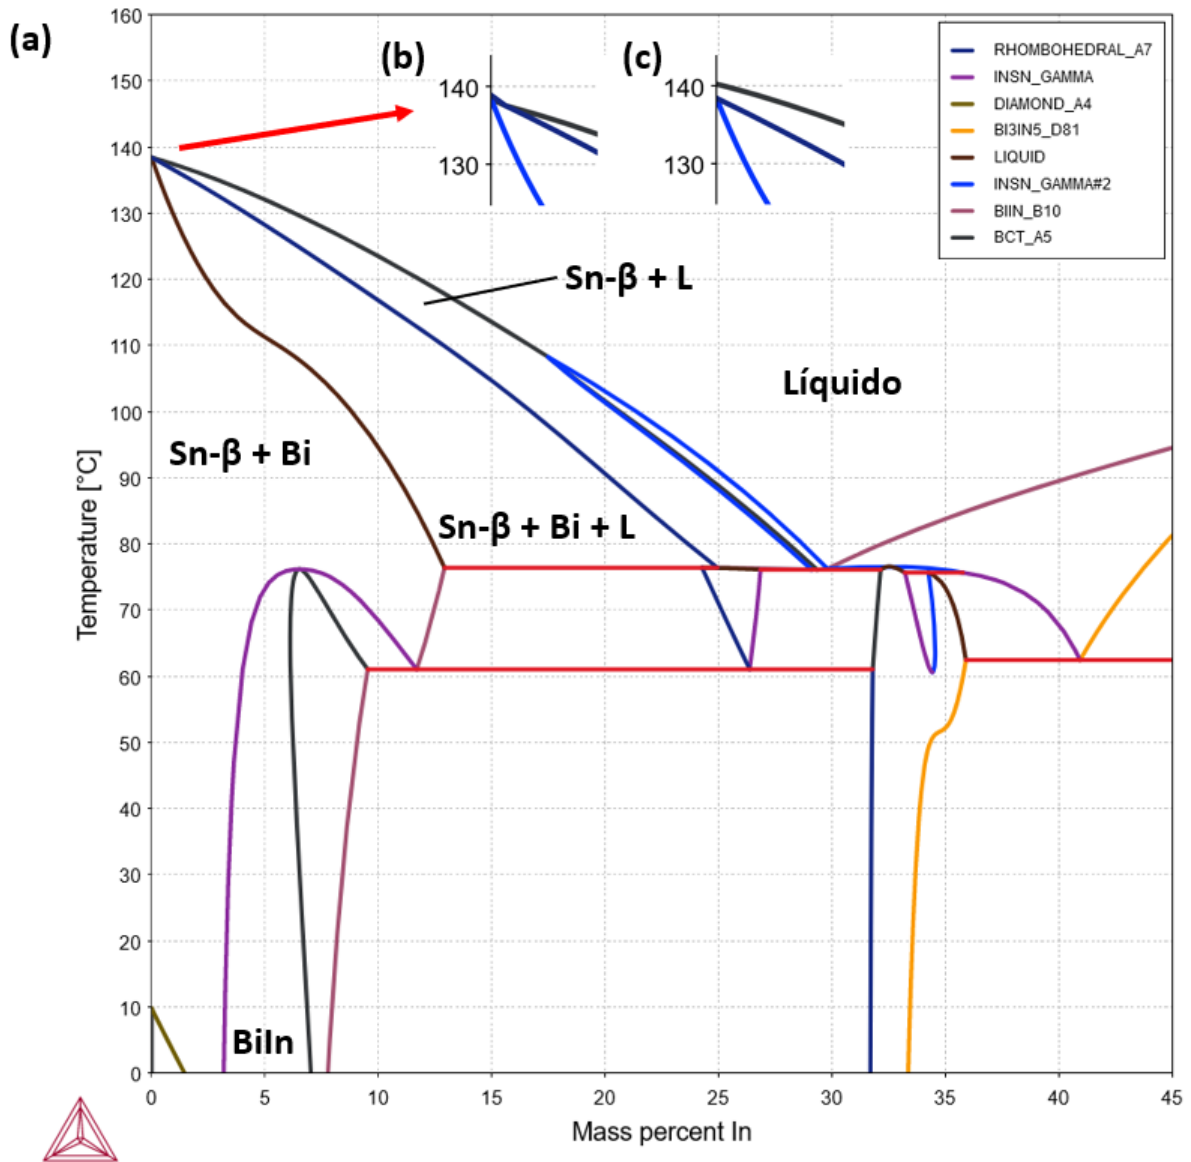 (a)
160
150
140
130
120
110
100
90
80
70
60
50
40
30
20
10
0
Temperature [°C]
(b)
140
130
(c)
140
130
RHOMBOHEDRAL_A7
INSN_GAMMA
DIAMOND_A4
BI3IN5_D81
LIQUID
INSN_GAMMA#2
BIIN_B10
BCT_A5
Sn-β + L
Líquido
Sn-β + Bi
Sn-β + Bi + L
BiIn
0 5 10 15 20 25 30 35 40 45
Mass percent In